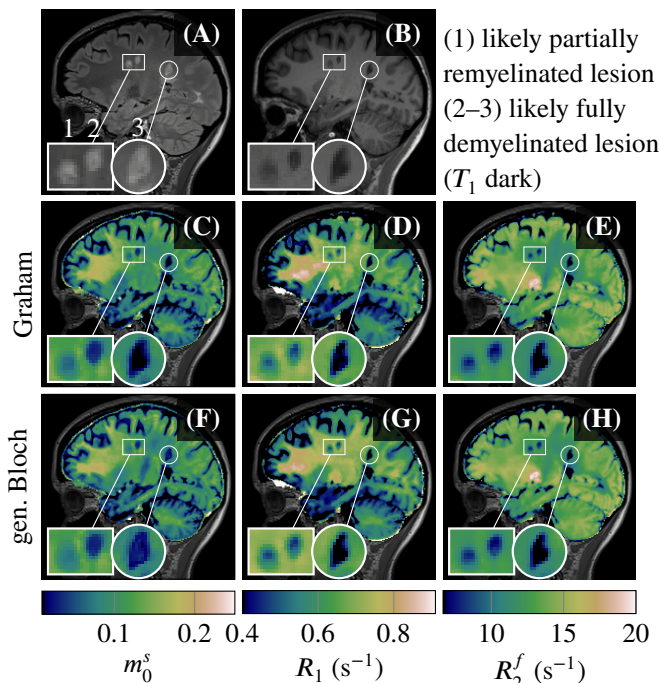 (A)
(B)
(1) likely partially
remyelinated lesion
(2–3) likely fully
demyelinated lesion
(T₁ dark)
1 2 3
Graham
(C)
(D)
(E)
gen. Bloch
(F)
(G)
(H)
0.1 0.2 0.4 0.6 0.8 10 15 20
m₀ˢ
R₁ (s⁻¹)
R₂ᶠ (s⁻¹)